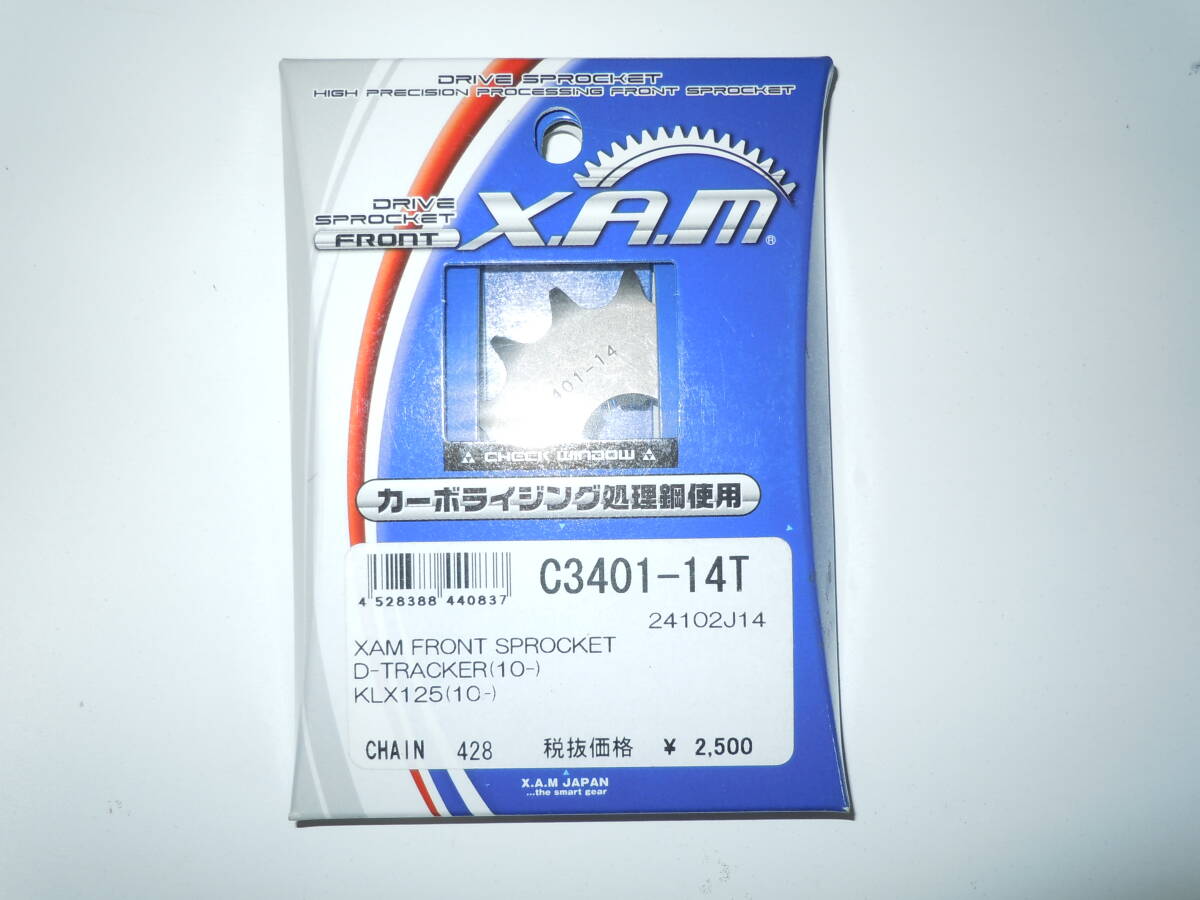 DRIVE SPROCKET
HIGH PRECISION PROCESSING FRONT SPROCKET
X.A.M®
DRIVE
SPROCKET
FRONT
401-14
CHECK WINDOW
カーボライジング処理鋼使用
C3401-14T
4 528388 440837
24102J14
XAM FRONT SPROCKET
D-TRACKER(10-)
KLX125(10-)
CHAIN 428 税抜価格 ¥ 2,500
X.A.M JAPAN
...the smart gear